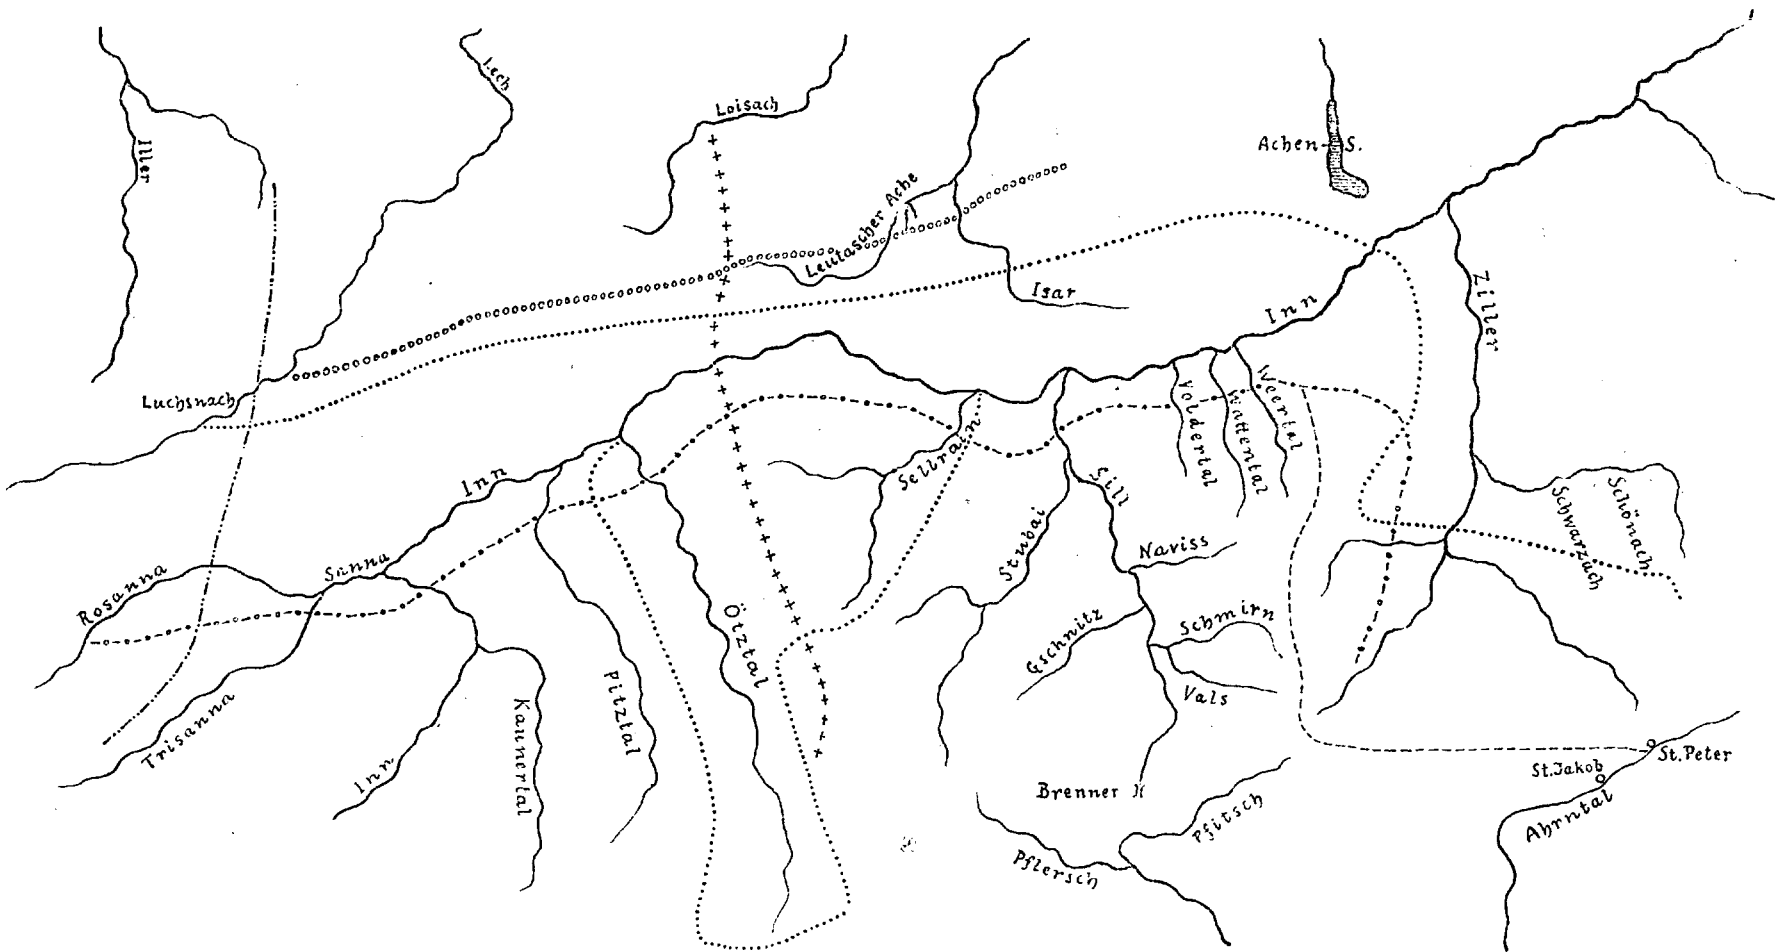 Lech
Loisach
Iller
Achen-S.
Leutascher Ache
Isar
Inn
Ziller
Luchsnach
Voldertal
Wattental
Weertal
Inn
Sellrain
Sill
Schwarzach
Schönach
Stubai
Naviss
Rosanna
Sanna
Ötztal
Gschnitz
Schmirn
Vals
Trisanna
Pitztal
Kaunertal
Inn
St. Peter
St. Jakob
Brenner
Pfitsch
Ahrntal
Pflersch